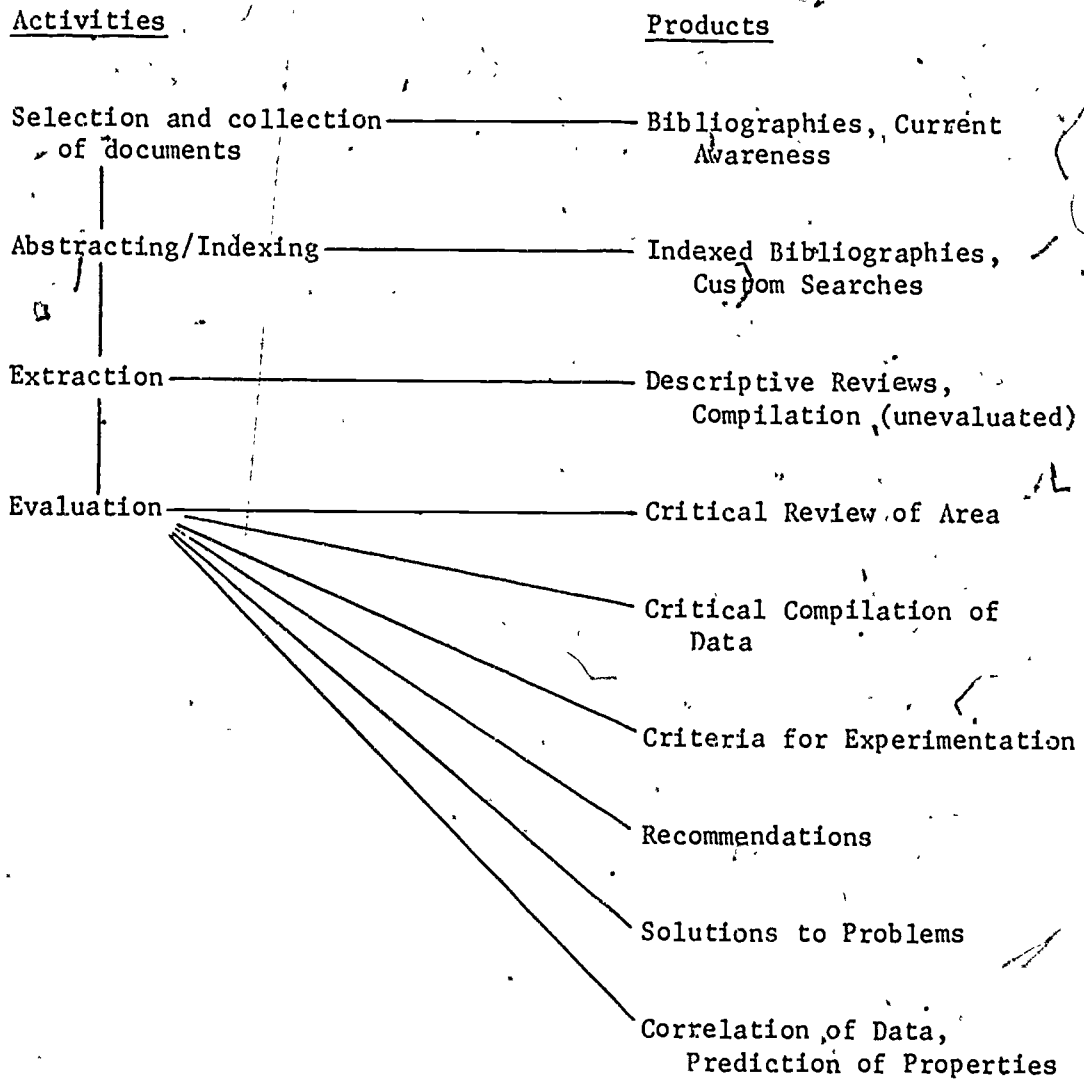 Activities
Products
Selection and collection
of documents
Bibliographies, Current
Awareness
Abstracting/Indexing
Indexed Bibliographies,
Custom Searches
Extraction
Descriptive Reviews,
Compilation (unevaluated)
Evaluation
Critical Review of Area
Critical Compilation of
Data
Criteria for Experimentation
Recommendations
Solutions to Problems
Correlation of Data,
Prediction of Properties